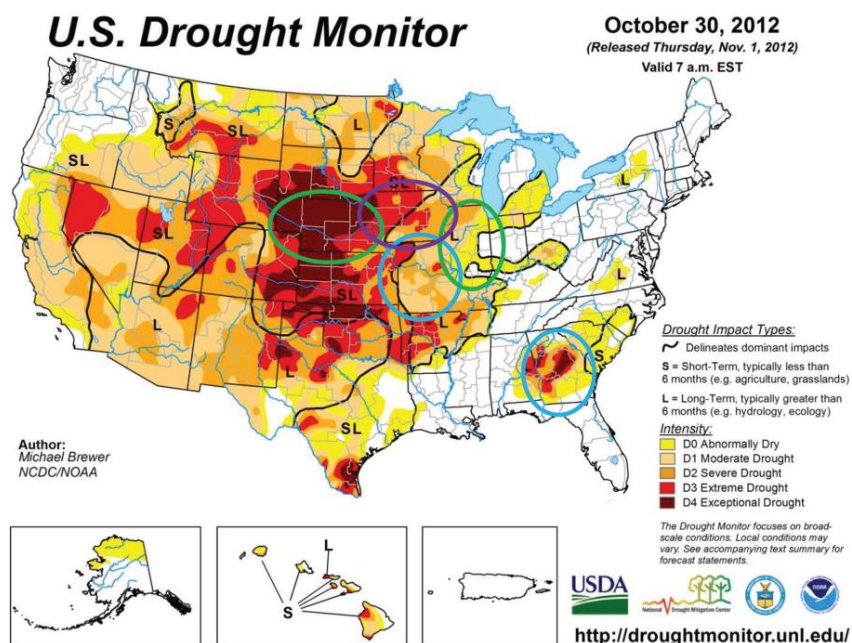 U.S. Drought Monitor
October 30, 2012
(Released Thursday, Nov. 1, 2012)
Valid 7 a.m. EST
S
SL
L
SL
SL
L
SL
L
L
SL
L
L
S
L
L
SL
Drought Impact Types:
Delineates dominant impacts
S = Short-Term, typically less than
6 months (e.g. agriculture, grasslands)
L = Long-Term, typically greater than
6 months (e.g. hydrology, ecology)
Intensity:
D0 Abnormally Dry
D1 Moderate Drought
D2 Severe Drought
D3 Extreme Drought
D4 Exceptional Drought
Author:
Michael Brewer
NCDC/NOAA
The Drought Monitor focuses on broad-
scale conditions. Local conditions may
vary. See accompanying text summary for
forecast statements.
L
S
USDA
National Drought Mitigation Center
http://droughtmonitor.unl.edu/